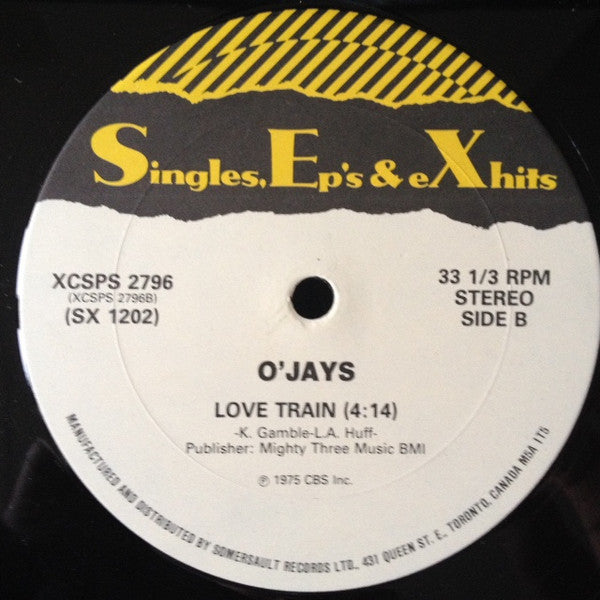 Singles, Ep's & eX hits
XCSPS 2796
(XCSPS 2796B)
(SX 1202)
33 1/3 RPM
STEREO
SIDE B
O'JAYS
LOVE TRAIN (4:14)
-K. Gamble-L.A. Huff-
Publisher: Mighty Three Music BMI
℗ 1975 CBS Inc.
MANUFACTURED AND DISTRIBUTED BY SOMERSAULT RECORDS LTD., 431 QUEEN ST. E., TORONTO, CANADA M5A 1T5